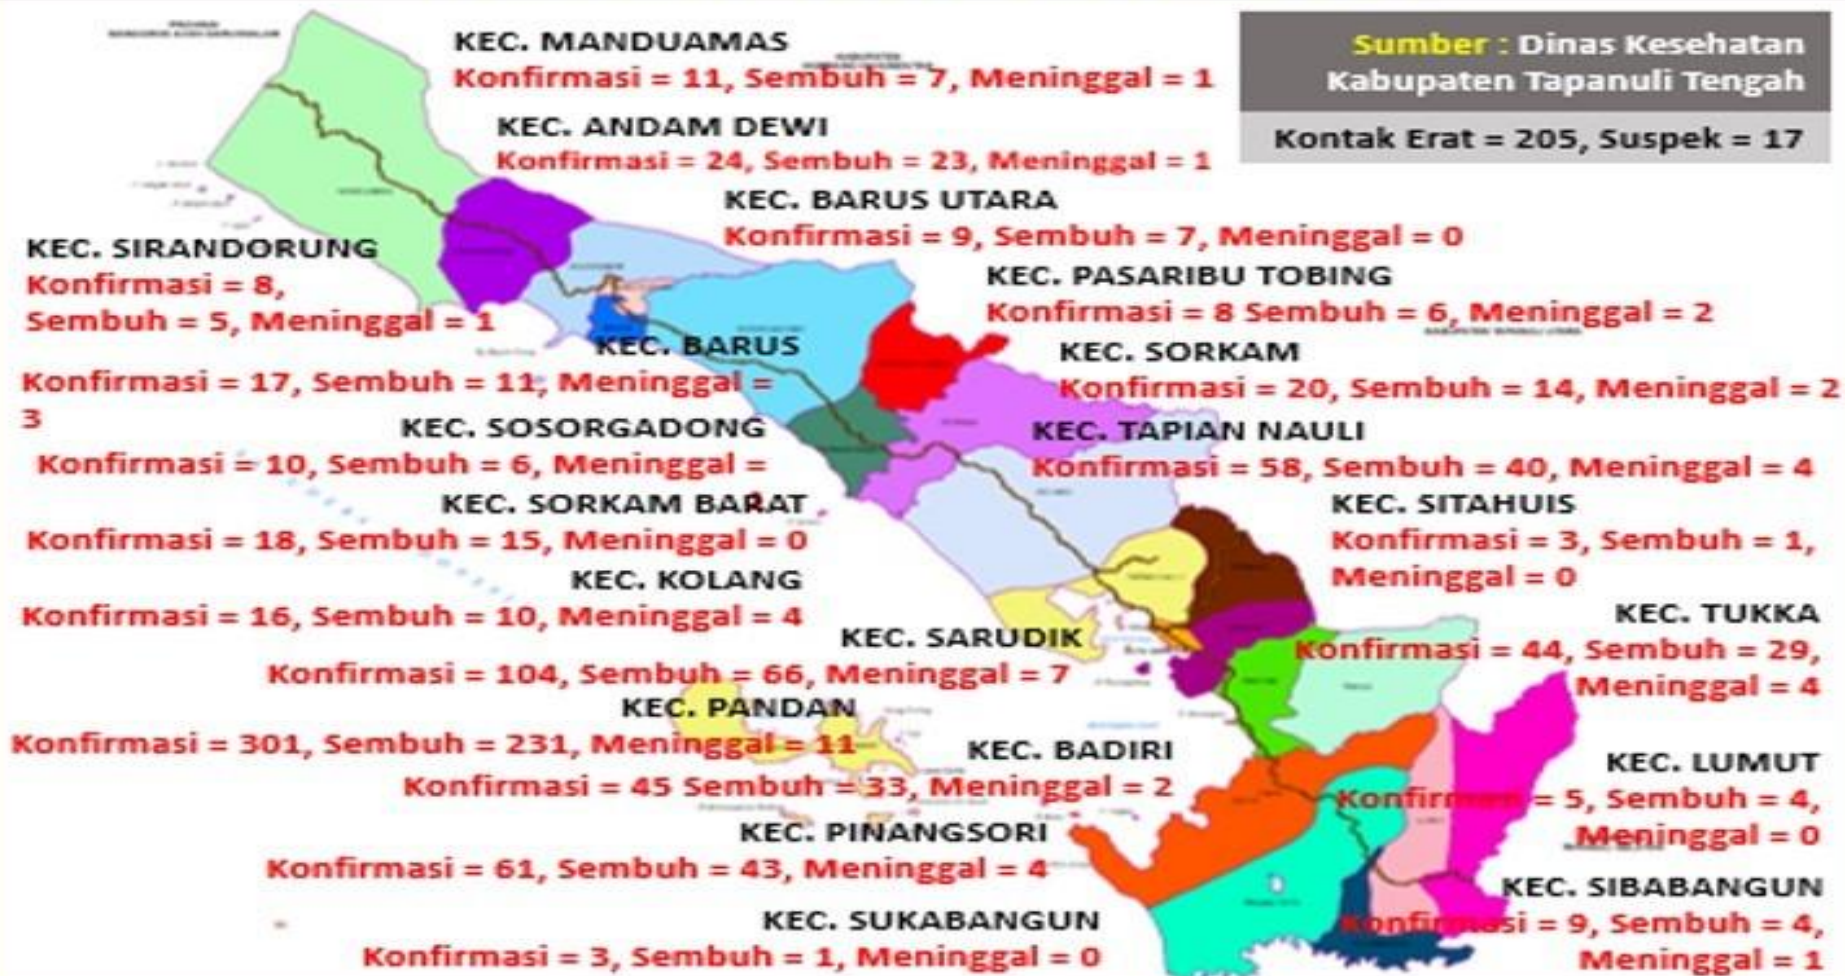 KEC. MANDUAMAS
Konfirmasi = 11, Sembuh = 7, Meninggal = 1
Sumber : Dinas Kesehatan
Kabupaten Tapanuli Tengah
Kontak Erat = 205, Suspek = 17
KEC. ANDAM DEWI
Konfirmasi = 24, Sembuh = 23, Meninggal = 1
KEC. BARUS UTARA
Konfirmasi = 9, Sembuh = 7, Meninggal = 0
KEC. SIRANDORUNG
Konfirmasi = 8,
Sembuh = 5, Meninggal = 1
KEC. PASARIBU TOBING
Konfirmasi = 8 Sembuh = 6, Meninggal = 2
KEC. BARUS
Konfirmasi = 17, Sembuh = 11, Meninggal =
3
KEC. SORKAM
Konfirmasi = 20, Sembuh = 14, Meninggal = 2
KEC. SOSORGADONG
Konfirmasi = 10, Sembuh = 6, Meninggal =
KEC. TAPIAN NAULI
Konfirmasi = 58, Sembuh = 40, Meninggal = 4
KEC. SORKAM BARAT
Konfirmasi = 18, Sembuh = 15, Meninggal = 0
KEC. SITAHUIS
Konfirmasi = 3, Sembuh = 1,
Meninggal = 0
KEC. KOLANG
Konfirmasi = 16, Sembuh = 10, Meninggal = 4
KEC. SARUDIK
Konfirmasi = 104, Sembuh = 66, Meninggal = 7
KEC. TUKKA
Konfirmasi = 44, Sembuh = 29,
Meninggal = 4
KEC. PANDAN
Konfirmasi = 301, Sembuh = 231, Meninggal = 11
KEC. BADIRI
Konfirmasi = 45 Sembuh = 33, Meninggal = 2
KEC. LUMUT
= 5, Sembuh = 4,
Meninggal = 0
KEC. PINANGSORI
Konfirmasi = 61, Sembuh = 43, Meninggal = 4
KEC. SIBABANGUN
Konfirmasi = 9, Sembuh = 4,
Meninggal = 1
KEC. SUKABANGUN
Konfirmasi = 3, Sembuh = 1, Meninggal = 0